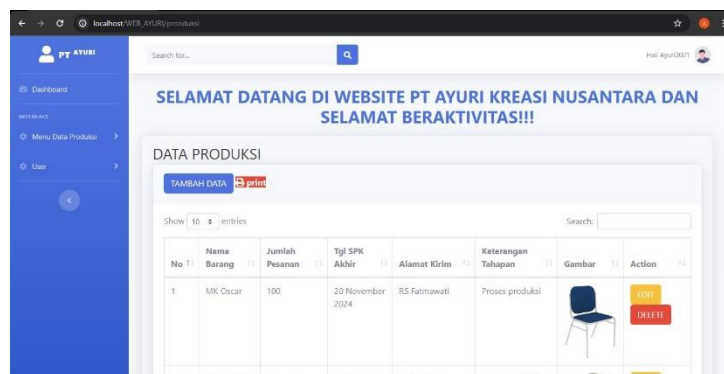 localhost/WEB_AYURI/prooduksi
PT AYURI
Search for...
Hali Ayuri2021
Dashboard
INTERFACE
Menu Data Produksi
User
SELAMAT DATANG DI WEBSITE PT AYURI KREASI NUSANTARA DAN
SELAMAT BERAKTIVITAS!!!
DATA PRODUKSI
TAMBAH DATA print
Show 10 entries
Search:
No Nama Barang Jumlah Pesanan Tgl SPK Akhir Alamat Kirim Keterangan Tahapan Gambar Action
1 MK Oscar 100 20 November 2024 RS Fatmawati Proses produksi EDIT
DELETE